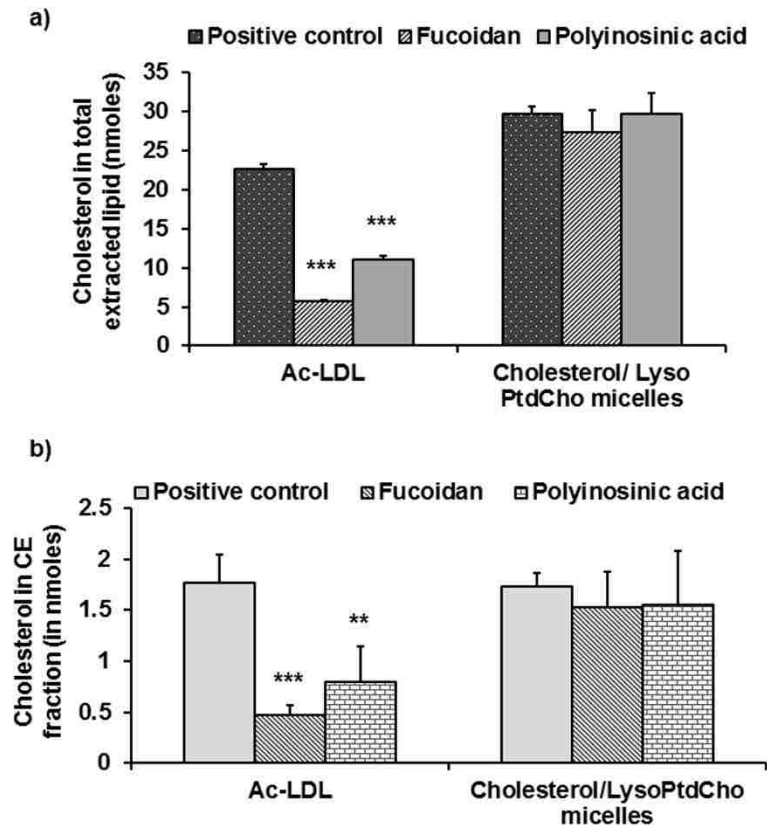 a)
Positive control Fucoidan Polyinosinic acid
Cholesterol in total
extracted lipid (nmoles)
35
30
25
20
15
10
5
0
***
***
Ac-LDL
Cholesterol/ Lyso
PtdCho micelles
b)
Positive control Fucoidan Polyinosinic acid
Cholesterol in CE
fraction (in nmoles)
2.5
2
1.5
1
0.5
0
***
**
Ac-LDL
Cholesterol/LysoPtdCho
micelles